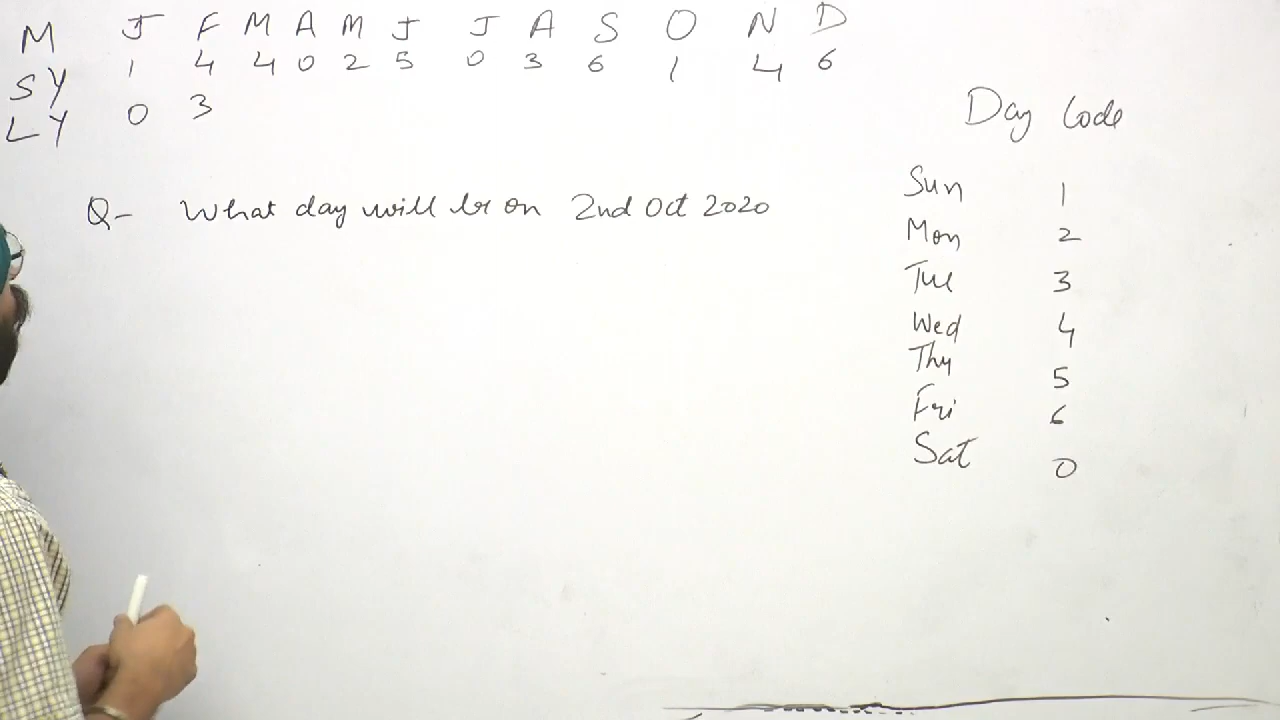 M J F M A M J J A S O N D
SY 1 4 4 0 2 5 0 3 6 1 4 6
LY 0 3
Q- What day will be on 2nd Oct 2020
Day Code
Sun 1
Mon 2
Tue 3
Wed 4
Thu 5
Fri 6
Sat 0